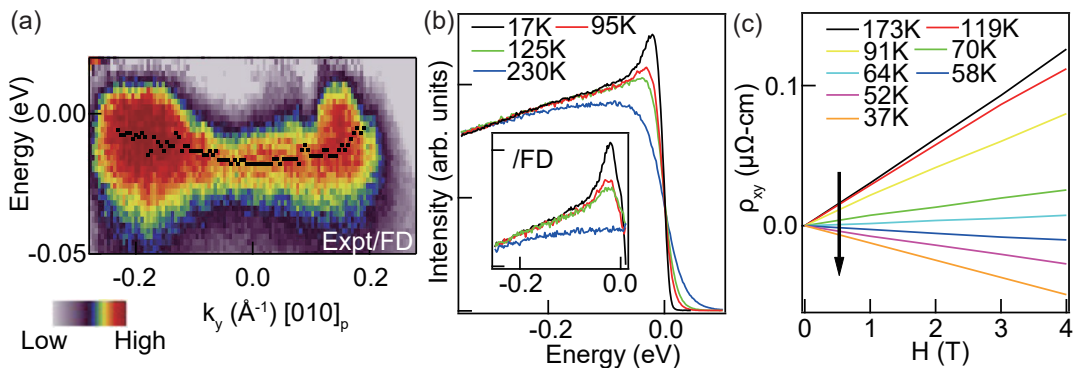 (a)
Energy (eV)
0.00
-0.05
Expt/FD
-0.2
0.0
0.2
k_y (Å⁻¹) [010]_p
Low
High
(b)
Intensity (arb. units)
17K 95K
125K
230K
/FD
-0.2
0.0
-0.2
0.0
Energy (eV)
(c)
ρ_xy (μΩ-cm)
173K 119K
91K 70K
64K 58K
52K
37K
0.1
0.0
0 1 2 3 4
H (T)